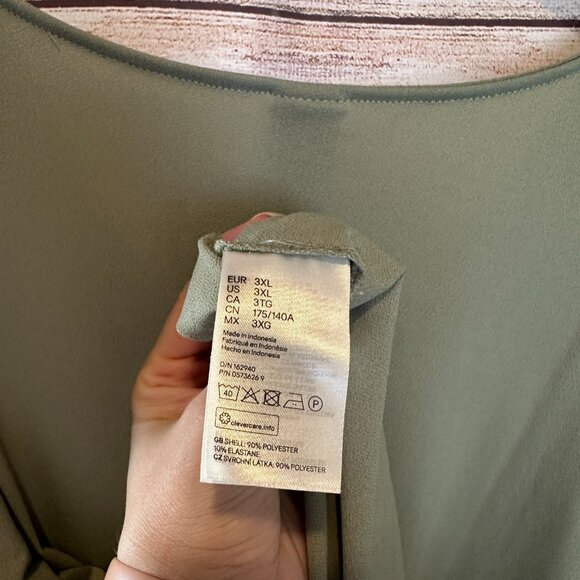 EUR 3XL
US 3XL
CA 3TG
CN 175/140A
MX 3XG
Made in Indonesia
Fabriqué en Indonésie
Hecho en Indonesia
O/N 162940
P/N 0573626 9
40 P
clevercare.info
GB SHELL: 90% POLYESTER
10% ELASTANE.
CZ SVRCHNÍ LÁTKA: 90% POLYESTER